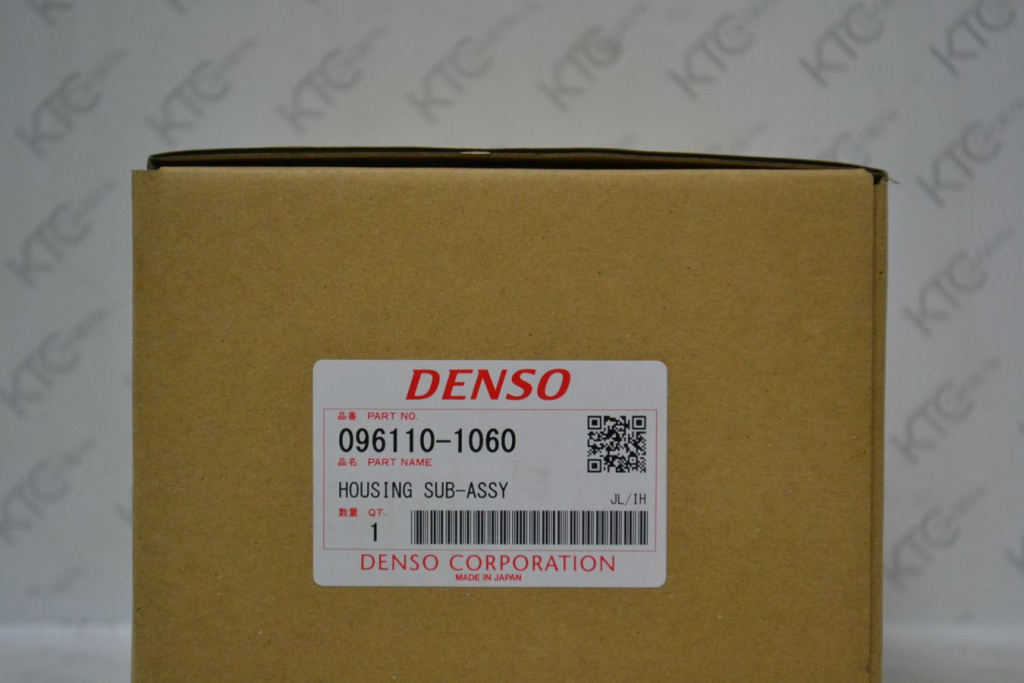 DENSO
品番 PART NO.
096110-1060
品名 PART NAME
HOUSING SUB-ASSY
JL/IH
数量 QT..
1
DENSO CORPORATION
MADE IN JAPAN
KTG